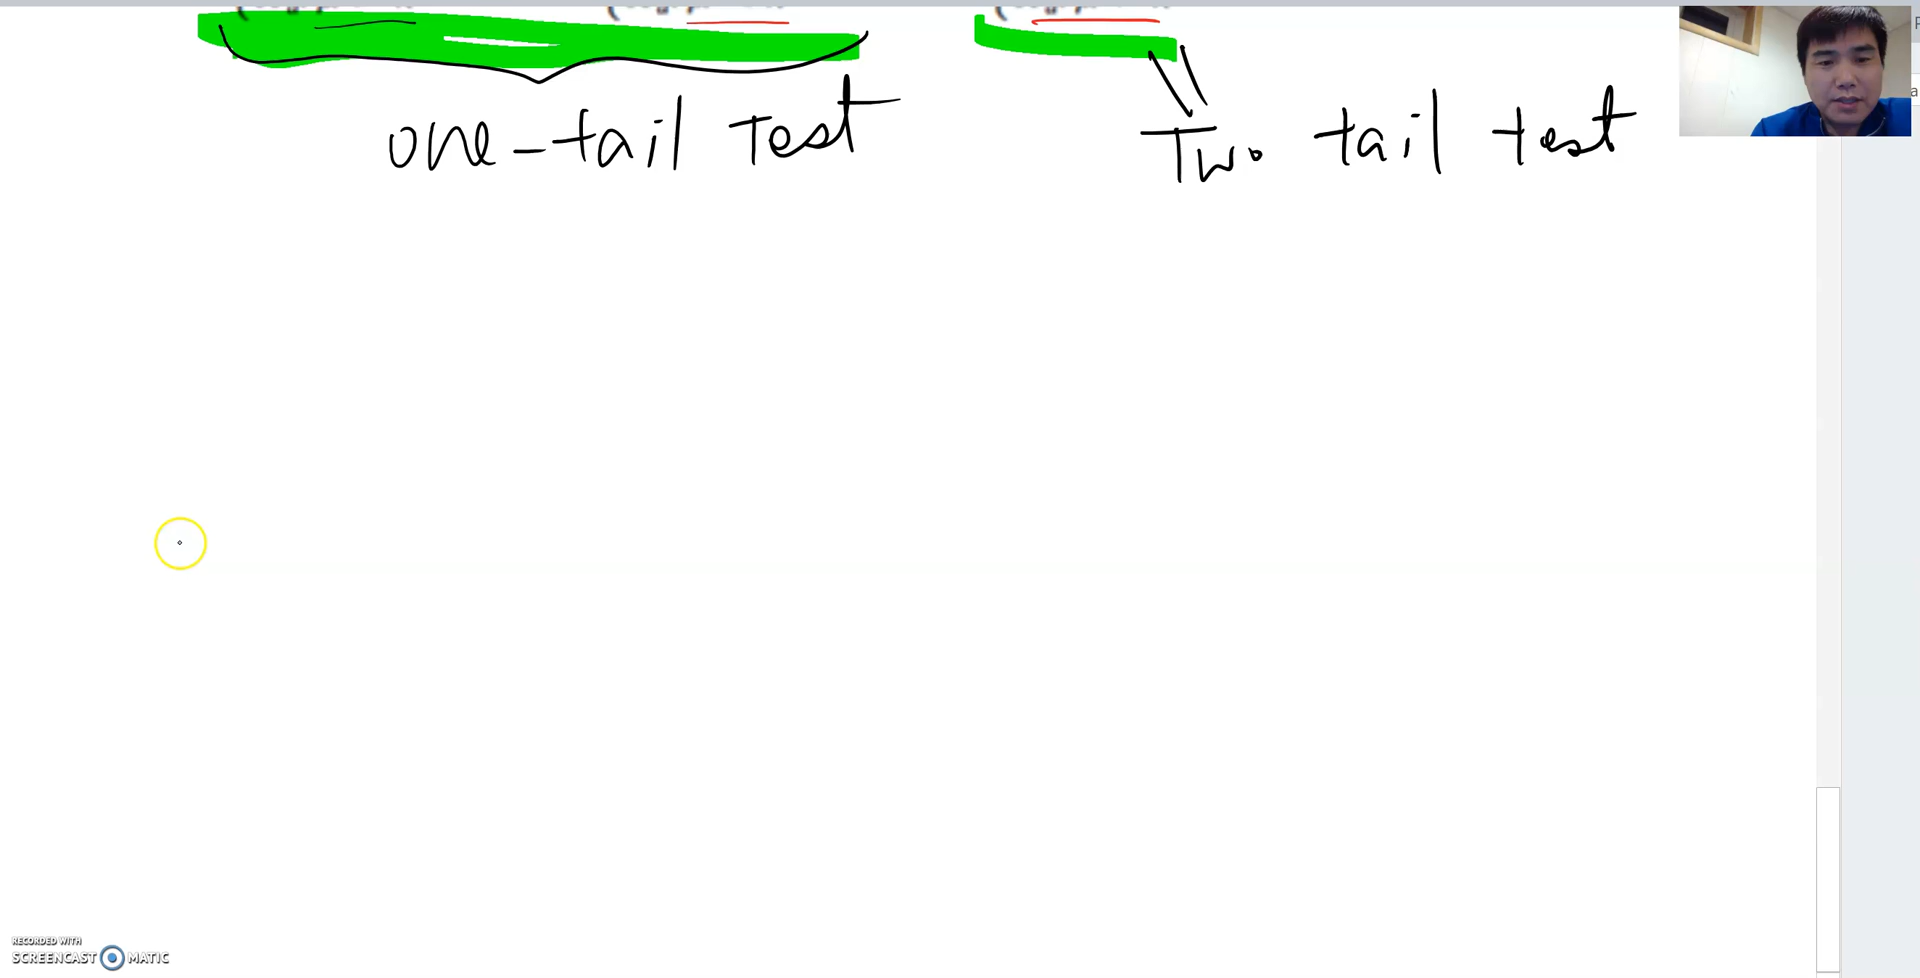 one-tail Test
Two tail test
RECORDED WITH
SCREENCAST MATIC